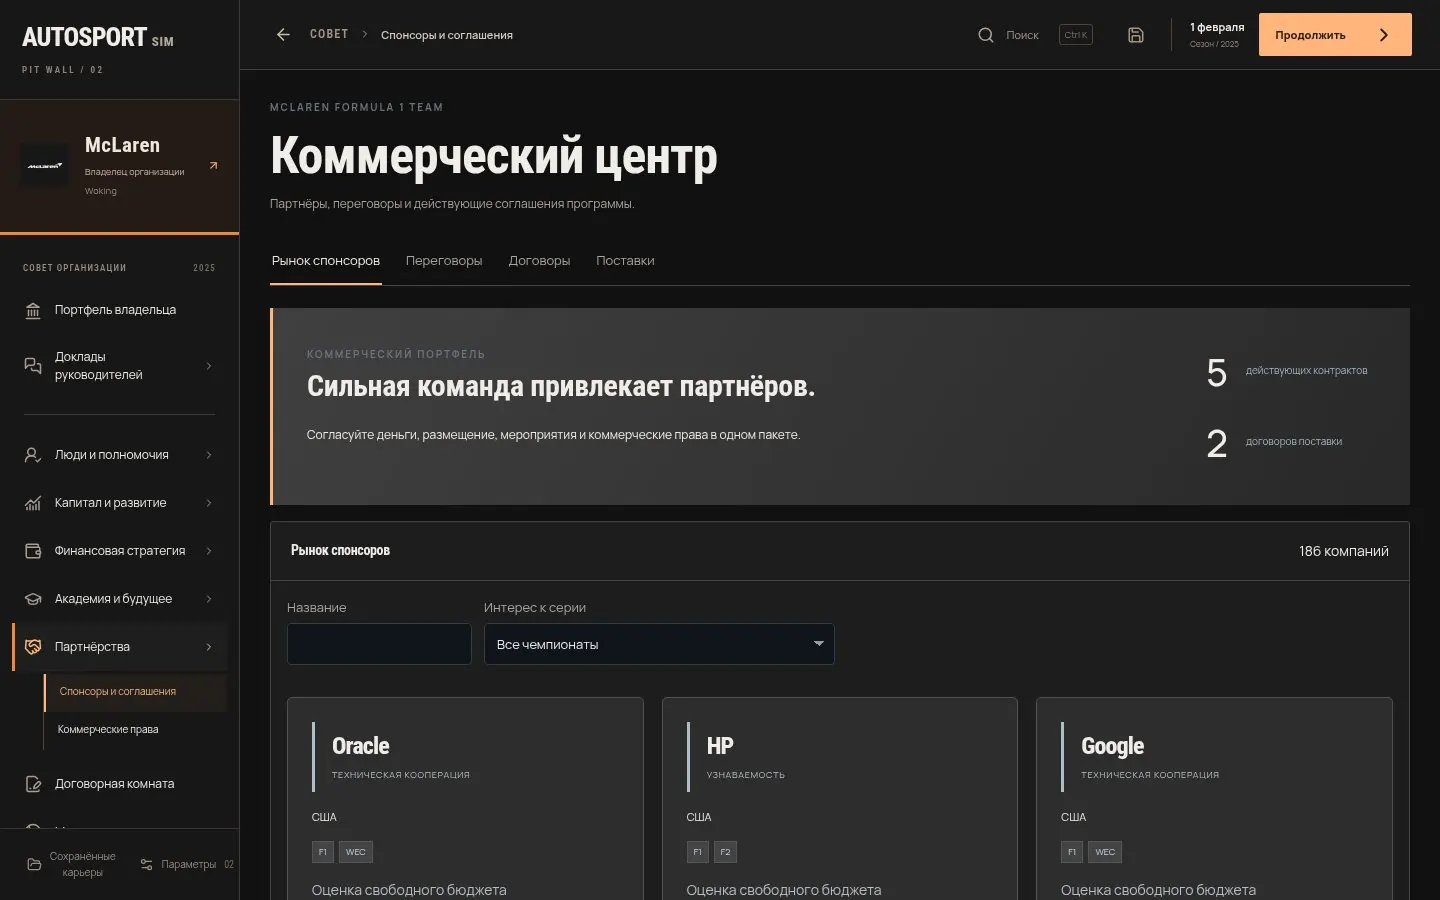 AUTOSPORT SIM
PIT WALL / 02
McLaren
McLaren
Владелец организации
Woking
СОВЕТ ОРГАНИЗАЦИИ 2025
Портфель владельца
Доклады
руководителей
Люди и полномочия
Капитал и развитие
Финансовая стратегия
Академия и будущее
Партнёрства
Спонсоры и соглашения
Коммерческие права
Договорная комната
Сохранённые
карьеры
Параметры 02
СОВЕТ Спонсоры и соглашения
Поиск Ctrl K
1 февраля
Сезон / 2025
Продолжить
MCLAREN FORMULA 1 TEAM
Коммерческий центр
Партнёры, переговоры и действующие соглашения программы.
Рынок спонсоров Переговоры Договоры Поставки
КОММЕРЧЕСКИЙ ПОРТФЕЛЬ
Сильная команда привлекает партнёров.
Согласуйте деньги, размещение, мероприятия и коммерческие права в одном пакете.
5 действующих контрактов
2 договоров поставки
Рынок спонсоров 186 компаний
Название Интерес к серии
Все чемпионаты
Oracle
ТЕХНИЧЕСКАЯ КООПЕРАЦИЯ
США
F1 WEC
Оценка свободного бюджета
HP
УЗНАВАЕМОСТЬ
США
F1 F2
Оценка свободного бюджета
Google
ТЕХНИЧЕСКАЯ КООПЕРАЦИЯ
США
F1 WEC
Оценка свободного бюджета